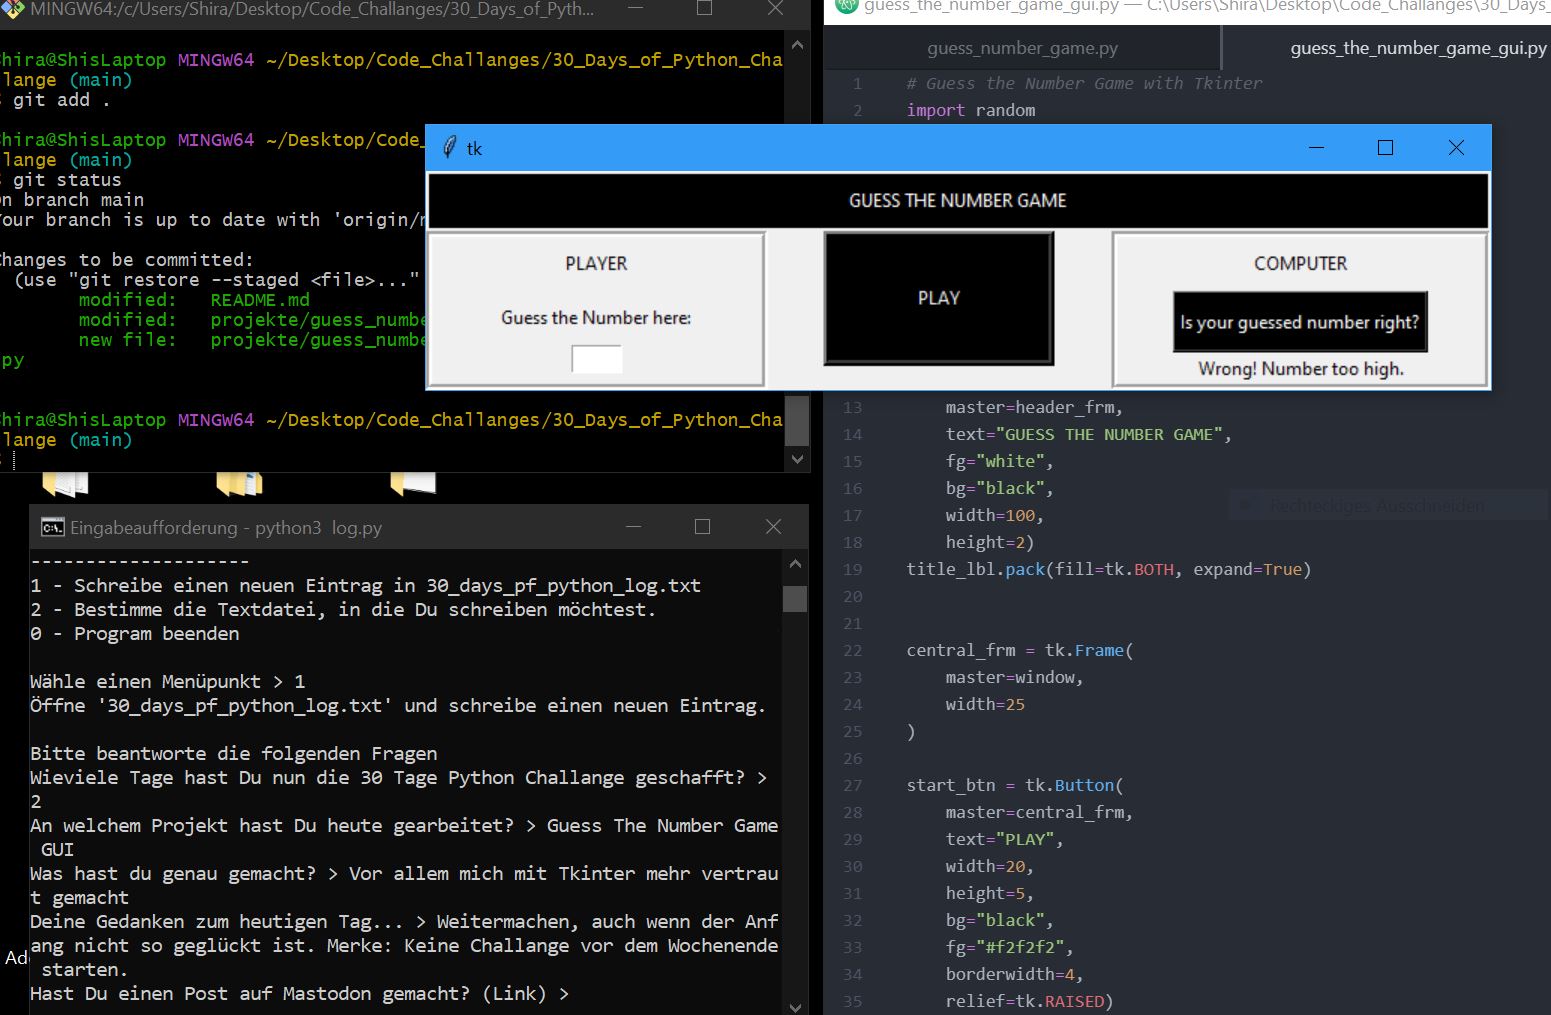 MINGW64:/c/Users/Shira/Desktop/Code_Challanges/30_Days_of_Pyth...
Shira@ShisLaptop MINGW64 ~/Desktop/Code_Challanges/30_Days_of_Python_Cha
lange (main)
$ git add .
Shira@ShisLaptop MINGW64 ~/Desktop/Code_
lange (main)
$ git status
On branch main
Your branch is up to date with 'origin/
Changes to be committed:
(use "git restore --staged <file>..."
modified: README.md
modified: projekte/guess_numbe
new file: projekte/guess_numbe
py
Shira@ShisLaptop MINGW64 ~/Desktop/Code_Challanges/30_Days_of_Python_Cha
lange (main)
$
guess_the_number_game_gui.py — C:\Users\Shira\Desktop\Code_Challanges\30_Days_
guess_number_game.py
guess_the_number_game_gui.py
1 # Guess the Number Game with Tkinter
2 import random
tk
GUESS THE NUMBER GAME
PLAYER
Guess the Number here:
PLAY
COMPUTER
Is your guessed number right?
Wrong! Number too high.
13 master=header_frm,
14 text="GUESS THE NUMBER GAME",
15 fg="white",
16 bg="black",
17 width=100,
18 height=2)
19 title_lbl.pack(fill=tk.BOTH, expand=True)
20
21
22 central_frm = tk.Frame(
23 master=window,
24 width=25
25 )
26
27 start_btn = tk.Button(
28 master=central_frm,
29 text="PLAY",
30 width=20,
31 height=5,
32 bg="black",
33 fg="#f2f2f2",
34 borderwidth=4,
35 relief=tk.RAISED)
Rechteckiges Ausschneiden
Eingabeaufforderung - python3 log.py
--------------------
1 - Schreibe einen neuen Eintrag in 30_days_pf_python_log.txt
2 - Bestimme die Textdatei, in die Du schreiben möchtest.
0 - Program beenden
Wähle einen Menüpunkt > 1
Öffne '30_days_pf_python_log.txt' und schreibe einen neuen Eintrag.
Bitte beantworte die folgenden Fragen
Wieviele Tage hast Du nun die 30 Tage Python Challange geschafft? >
2
An welchem Projekt hast Du heute gearbeitet? > Guess The Number Game
GUI
Was hast du genau gemacht? > Vor allem mich mit Tkinter mehr vertrau
t gemacht
Deine Gedanken zum heutigen Tag... > Weitermachen, auch wenn der Anf
ang nicht so geglückt ist. Merke: Keine Challange vor dem Wochenende
starten.
Hast Du einen Post auf Mastodon gemacht? (Link) >